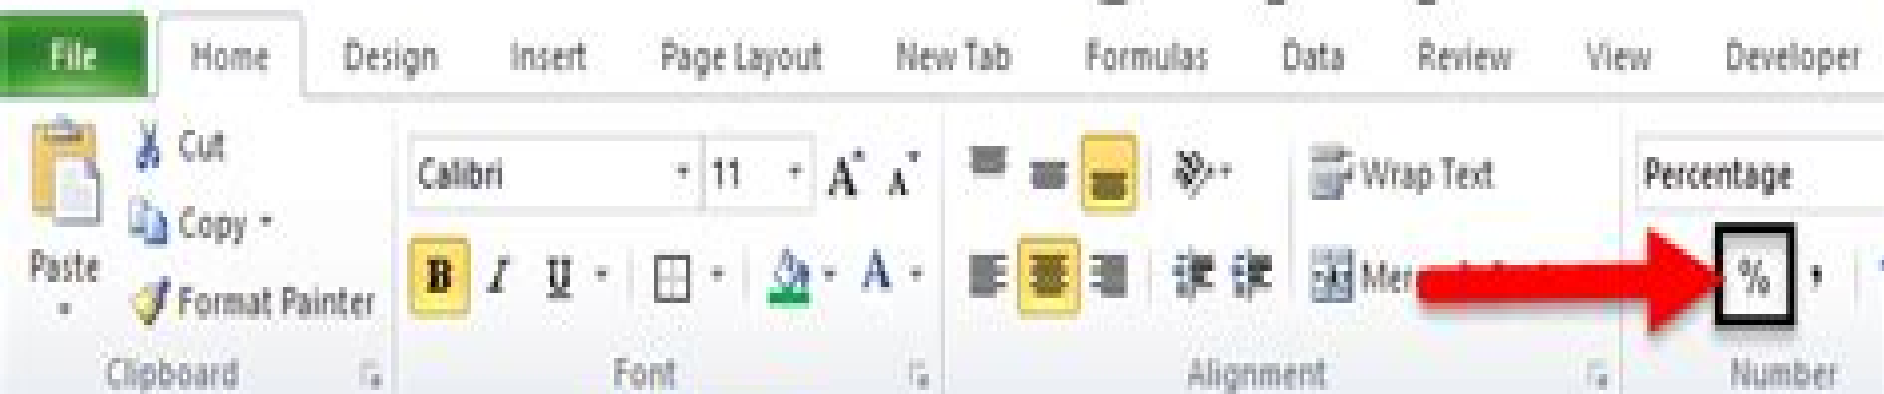 File Home Design Insert Page Layout New Tab Formulas Data Review View Developer
Cut
Calibri 11 A A Wrap Text Percentage
Copy
Paste B I U A %  ,
Format Painter
Clipboard Font Alignment Number